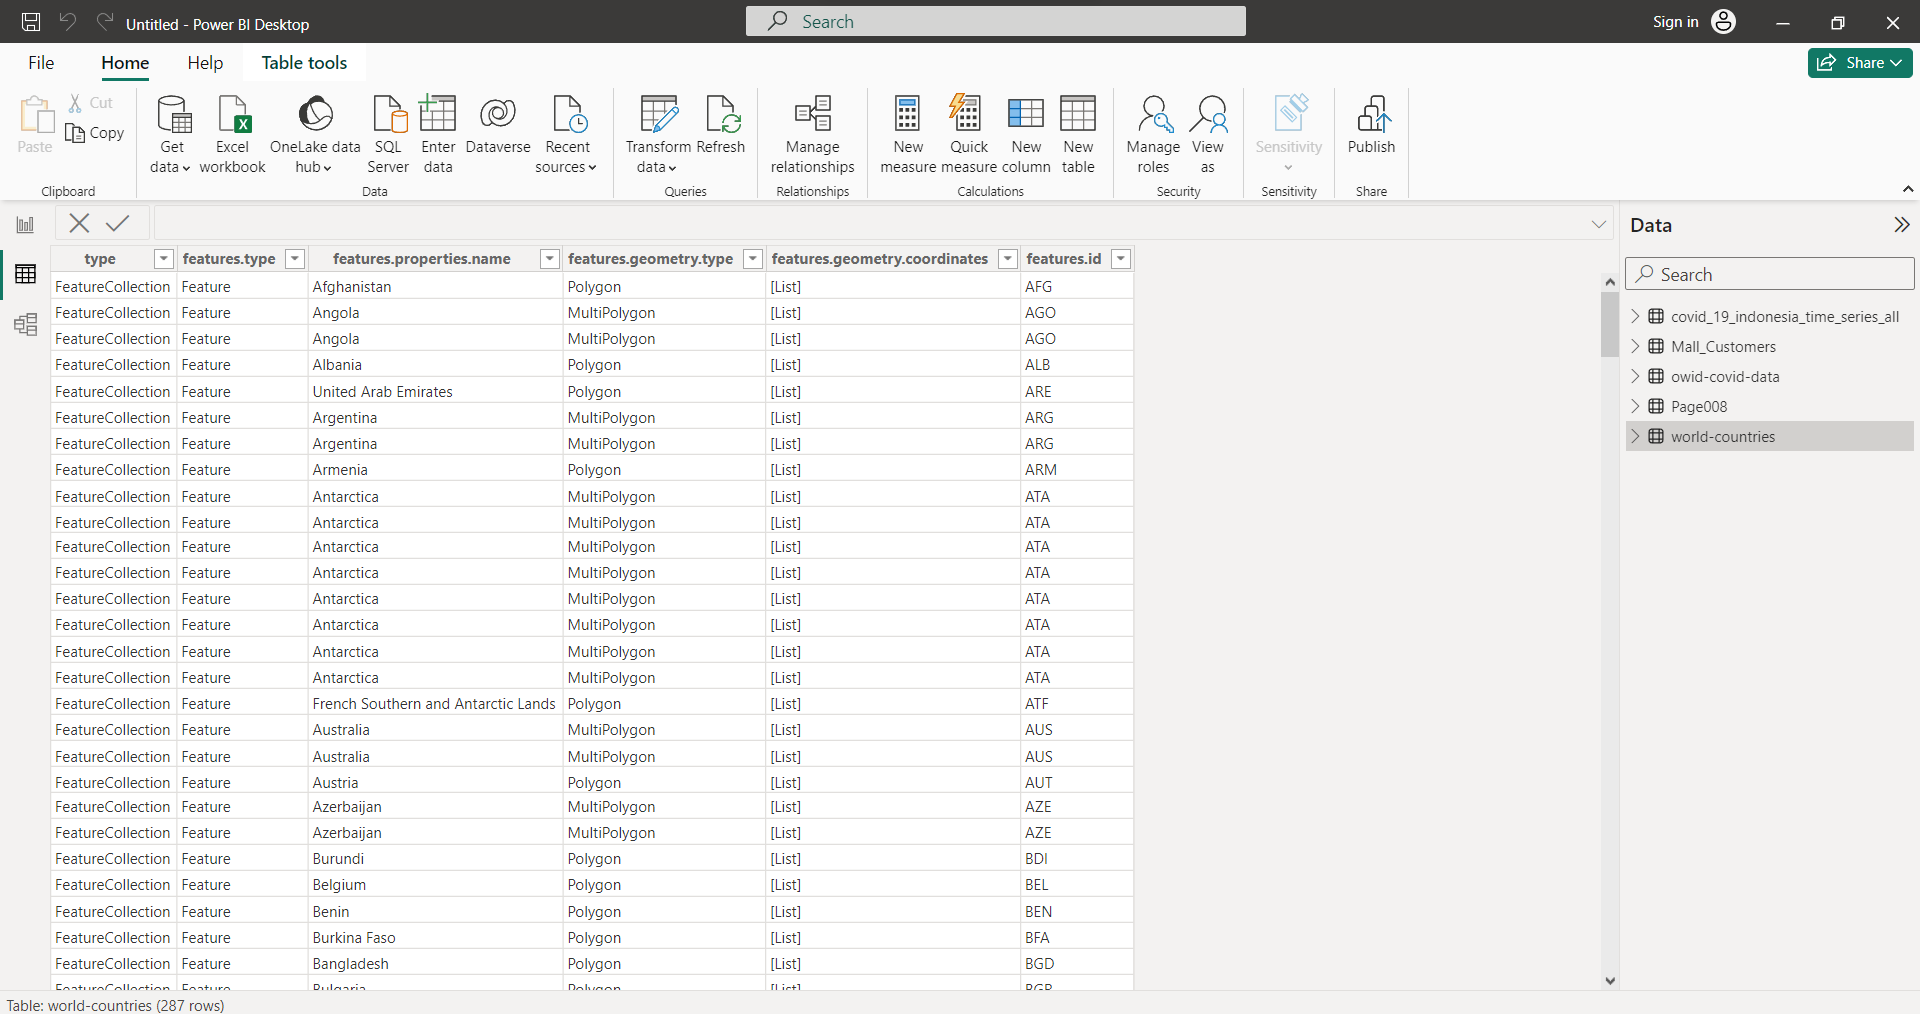 Untitled - Power BI Desktop
Search
Sign in
File Home Help Table tools
Share
Paste
Cut
Copy
Clipboard
Get data
Excel workbook
OneLake data hub
SQL Server
Enter data
Dataverse
Recent sources
Data
Transform data
Refresh
Queries
Manage relationships
Relationships
New measure
Quick measure
New column
New table
Calculations
Manage roles
View as
Security
Sensitivity
Sensitivity
Publish
Share
type features.type features.properties.name features.geometry.type features.geometry.coordinates features.id
FeatureCollection Feature Afghanistan Polygon [List] AFG
FeatureCollection Feature Angola MultiPolygon [List] AGO
FeatureCollection Feature Angola MultiPolygon [List] AGO
FeatureCollection Feature Albania Polygon [List] ALB
FeatureCollection Feature United Arab Emirates Polygon [List] ARE
FeatureCollection Feature Argentina MultiPolygon [List] ARG
FeatureCollection Feature Argentina MultiPolygon [List] ARG
FeatureCollection Feature Armenia Polygon [List] ARM
FeatureCollection Feature Antarctica MultiPolygon [List] ATA
FeatureCollection Feature Antarctica MultiPolygon [List] ATA
FeatureCollection Feature Antarctica MultiPolygon [List] ATA
FeatureCollection Feature Antarctica MultiPolygon [List] ATA
FeatureCollection Feature Antarctica MultiPolygon [List] ATA
FeatureCollection Feature Antarctica MultiPolygon [List] ATA
FeatureCollection Feature Antarctica MultiPolygon [List] ATA
FeatureCollection Feature Antarctica MultiPolygon [List] ATA
FeatureCollection Feature French Southern and Antarctic Lands Polygon [List] ATF
FeatureCollection Feature Australia MultiPolygon [List] AUS
FeatureCollection Feature Australia MultiPolygon [List] AUS
FeatureCollection Feature Austria Polygon [List] AUT
FeatureCollection Feature Azerbaijan MultiPolygon [List] AZE
FeatureCollection Feature Azerbaijan MultiPolygon [List] AZE
FeatureCollection Feature Burundi Polygon [List] BDI
FeatureCollection Feature Belgium Polygon [List] BEL
FeatureCollection Feature Benin Polygon [List] BEN
FeatureCollection Feature Burkina Faso Polygon [List] BFA
FeatureCollection Feature Bangladesh Polygon [List] BGD
FeatureCollection Feature Bulgaria Polygon [List] BGR
Data
Search
covid_19_indonesia_time_series_all
Mall_Customers
owid-covid-data
Page008
world-countries
Table: world-countries (287 rows)